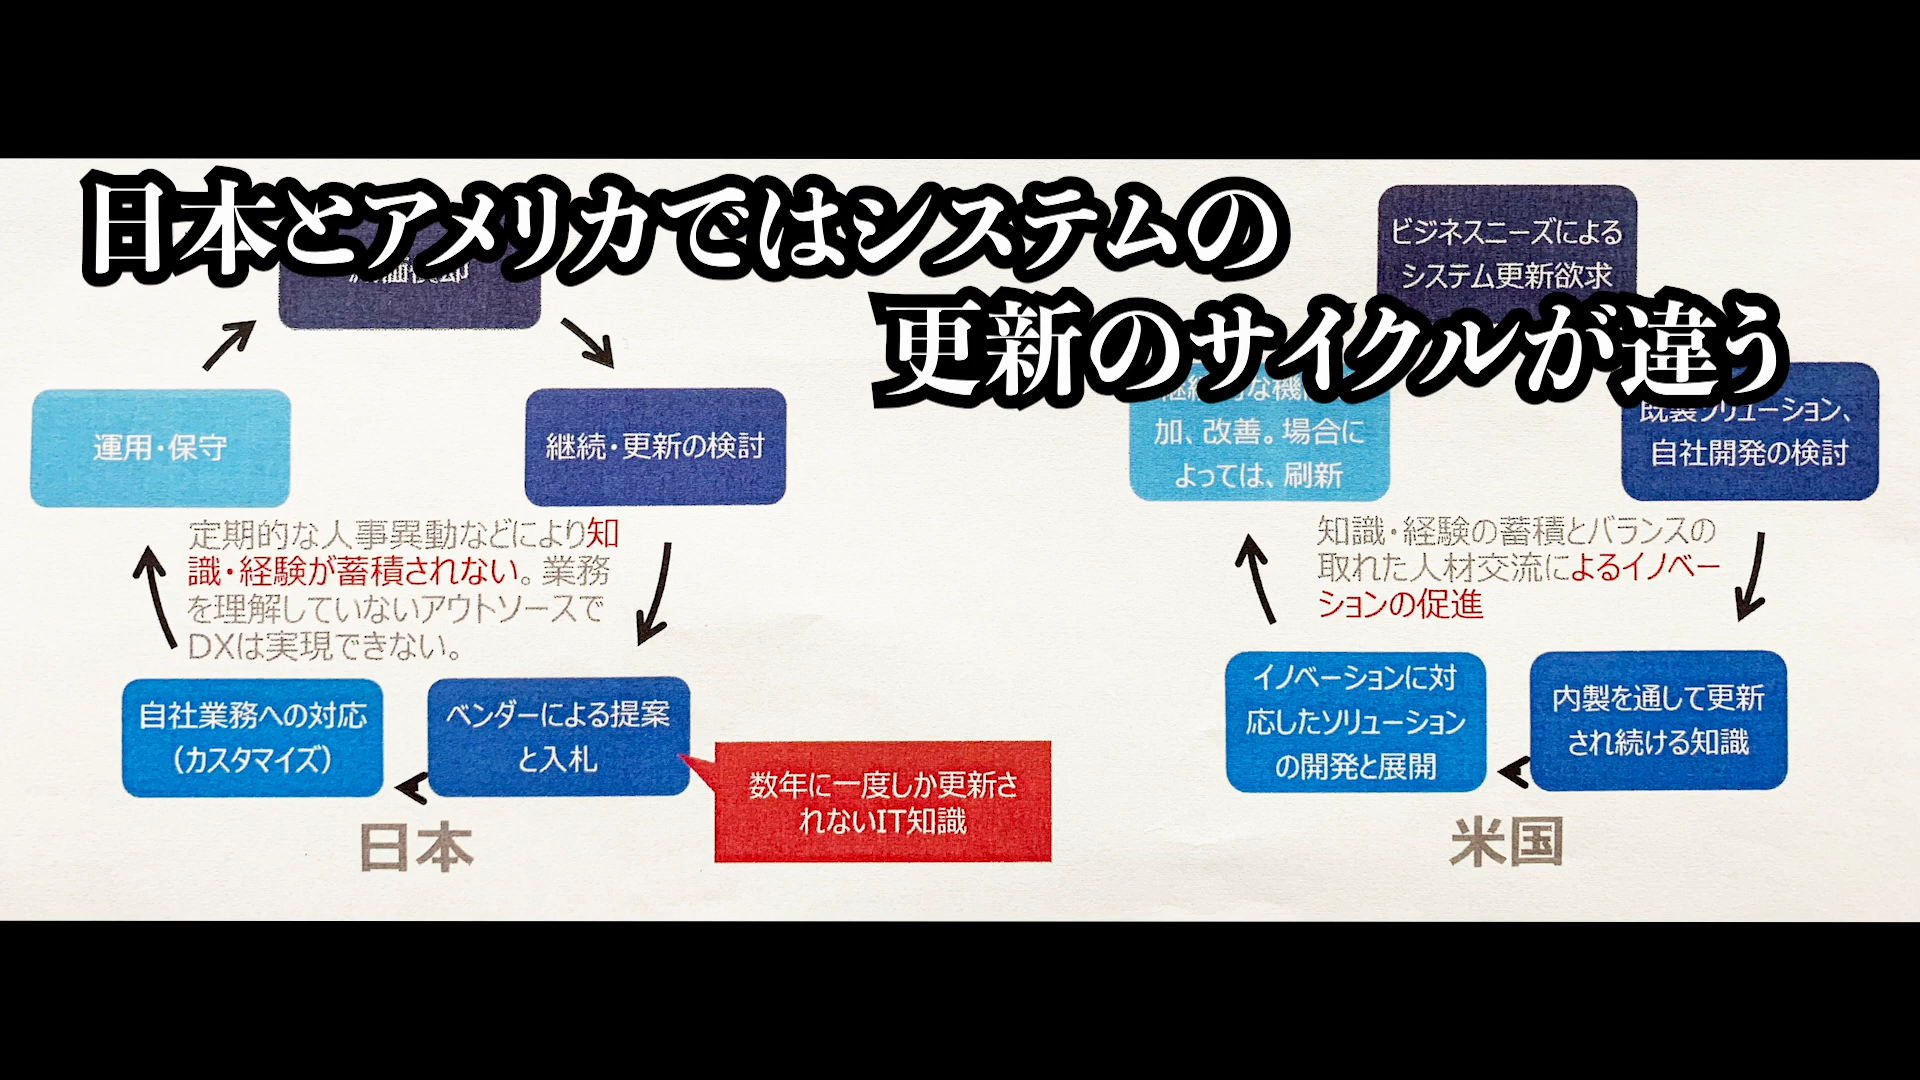 日本とアメリカではシステムの
更新のサイクルが違う
運用・保守
継続・更新の検討
定期的な人事異動などにより知
識・経験が蓄積されない。業務
を理解していないアウトソースで
DXは実現できない。
自社業務への対応
（カスタマイズ）
ベンダーによる提案
と入札
数年に一度しか更新さ
れないIT知識
日本
ビジネスニーズによる
システム更新欲求
加、改善。場合に
よっては、刷新
既製ソリューション、
自社開発の検討
知識・経験の蓄積とバランスの
取れた人材交流によるイノベー
ションの促進
イノベーションに対
応したソリューション
の開発と展開
内製を通して更新
され続ける知識
米国